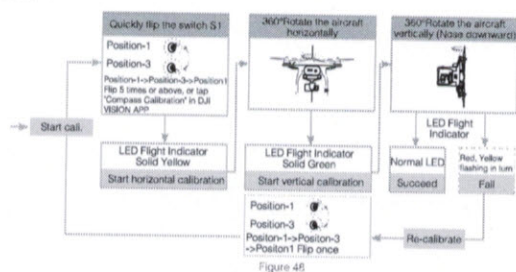 Quickly flip the switch S1
Position-1
Position-3
Position-1->Position-3->Position1
Flip 5 times or above, or tap
"Compass Calibration" in DJI
VISION APP
360°Rotate the aircraft
horizontally
360°Rotate the aircraft
vertically (Nose downward)
Start cali.
LED Flight Indicator
Solid Yellow
Start horizontal calibration
LED Flight Indicator
Solid Green
Start vertical calibration
LED Flight
Indicator
Normal LED
Succeed
Red, Yellow
flashing in turn
Fail
Position-1
Position-3
Positon-1->Positon-3
->Positon1 Flip once
Re-calibrate
Figure 46